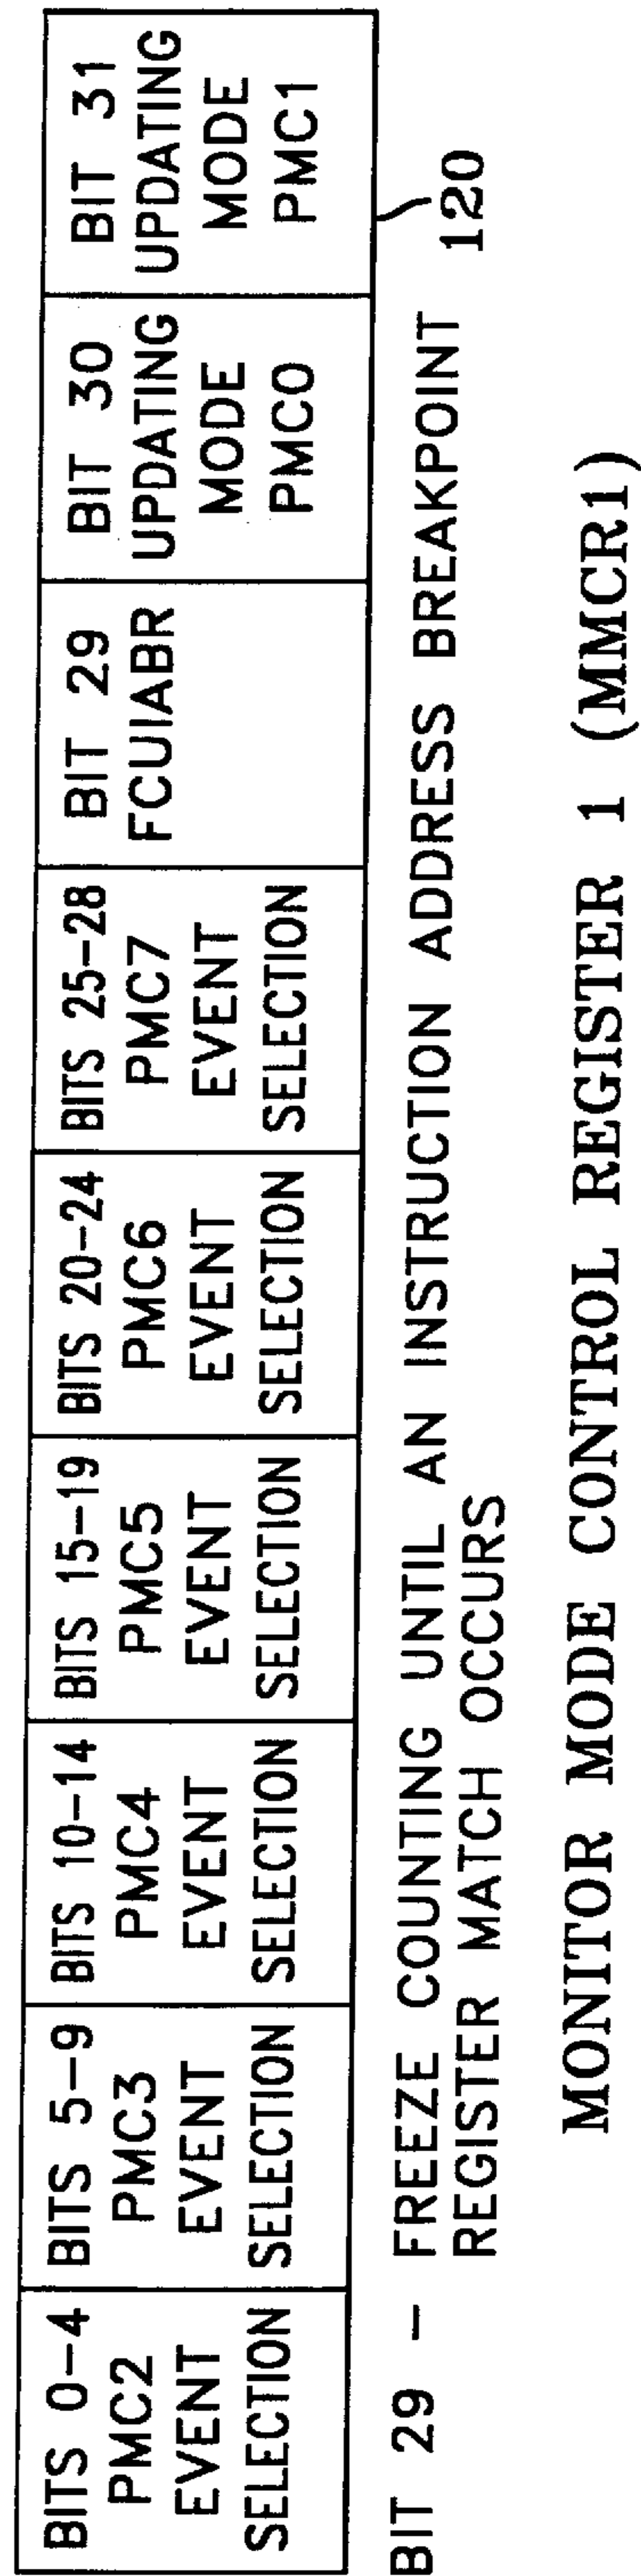 BITS 0–4
PMC2
EVENT
SELECTION
BITS 5–9
PMC3
EVENT
SELECTION
BITS 10–14
PMC4
EVENT
SELECTION
BITS 15–19
PMC5
EVENT
SELECTION
BITS 20–24
PMC6
EVENT
SELECTION
BITS 25–28
PMC7
EVENT
SELECTION
BIT 29
FCUIABR
BIT 30
UPDATING
MODE
PMC0
BIT 31
UPDATING
MODE
PMC1
120
BIT 29 – FREEZE COUNTING UNTIL AN INSTRUCTION ADDRESS BREAKPOINT
REGISTER MATCH OCCURS
MONITOR MODE CONTROL REGISTER 1 (MMCR1)